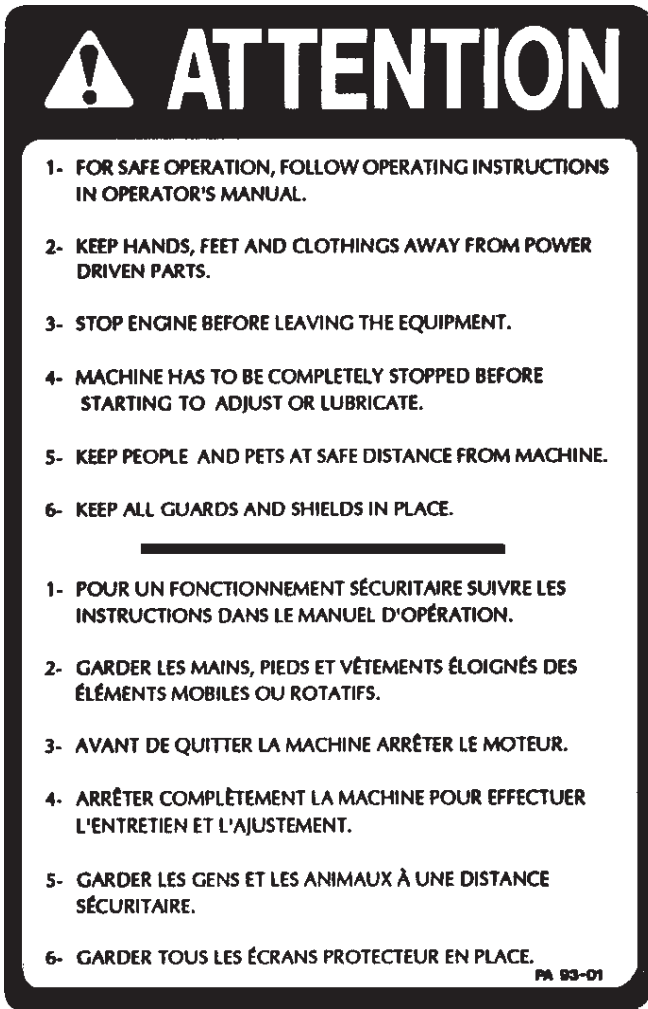 ATTENTION
1- FOR SAFE OPERATION, FOLLOW OPERATING INSTRUCTIONS
IN OPERATOR'S MANUAL.
2- KEEP HANDS, FEET AND CLOTHINGS AWAY FROM POWER
DRIVEN PARTS.
3- STOP ENGINE BEFORE LEAVING THE EQUIPMENT.
4- MACHINE HAS TO BE COMPLETELY STOPPED BEFORE
STARTING TO ADJUST OR LUBRICATE.
5- KEEP PEOPLE AND PETS AT SAFE DISTANCE FROM MACHINE.
6- KEEP ALL GUARDS AND SHIELDS IN PLACE.
1- POUR UN FONCTIONNEMENT SÉCURITAIRE SUIVRE LES
INSTRUCTIONS DANS LE MANUEL D'OPÉRATION.
2- GARDER LES MAINS, PIEDS ET VÊTEMENTS ÉLOIGNÉS DES
ÉLÉMENTS MOBILES OU ROTATIFS.
3- AVANT DE QUITTER LA MACHINE ARRÊTER LE MOTEUR.
4- ARRÊTER COMPLÈTEMENT LA MACHINE POUR EFFECTUER
L'ENTRETIEN ET L'AJUSTEMENT.
5- GARDER LES GENS ET LES ANIMAUX À UNE DISTANCE
SÉCURITAIRE.
6- GARDER TOUS LES ÉCRANS PROTECTEUR EN PLACE.
PA 93-01